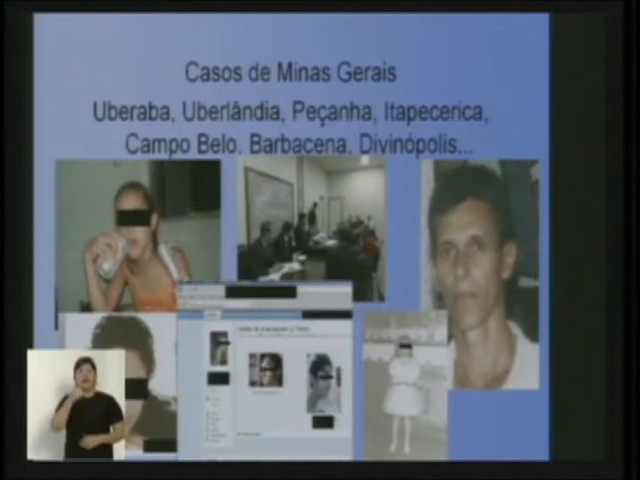 Casos de Minas Gerais
Uberaba, Uberlândia, Peçanha, Itapecerica,
Campo Belo, Barbacena, Divinópolis...